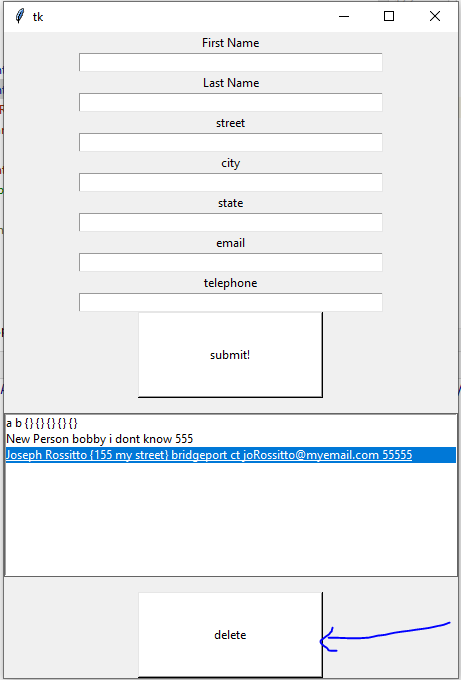 tk
First Name
Last Name
street
city
state
email
telephone
submit!
a b {} {} {} {} {}
New Person bobby i dont know 555
Joseph Rossitto {155 my street} bridgeport ct joRossitto@myemail.com 55555
delete